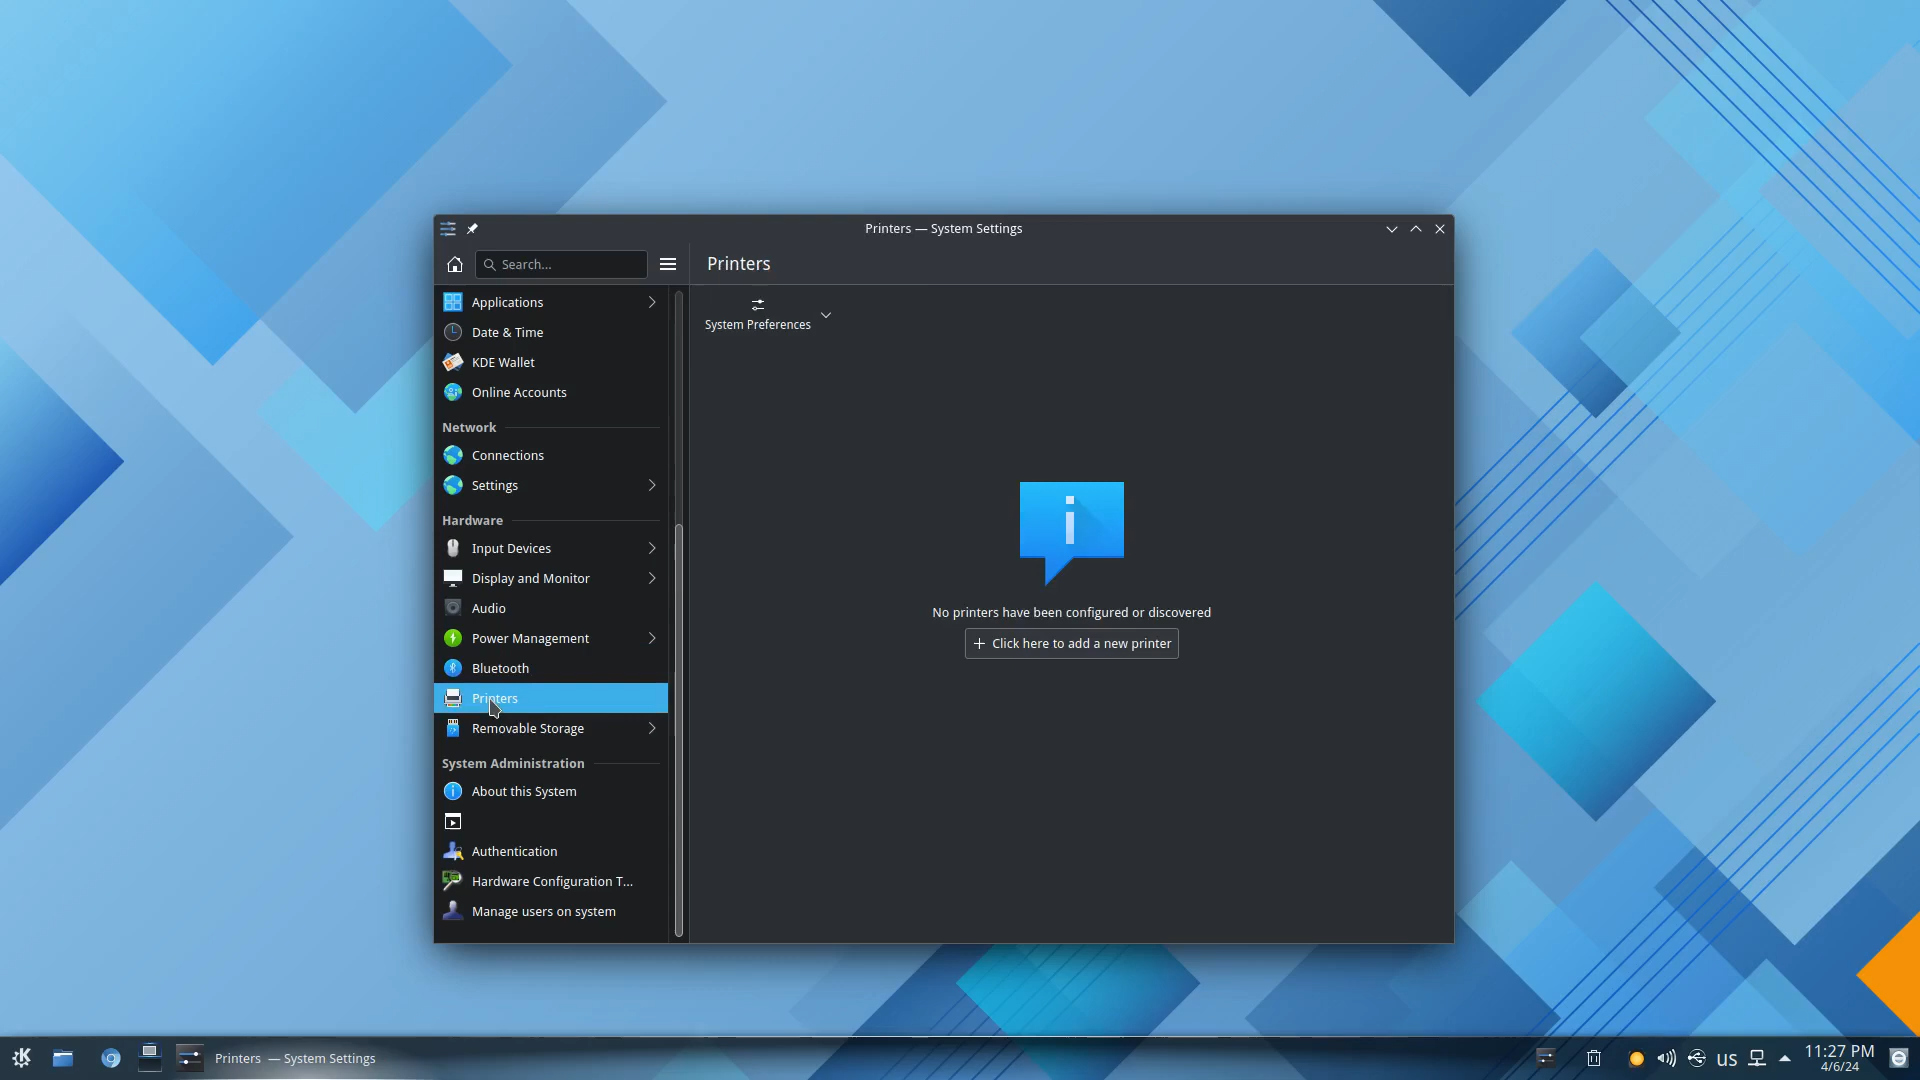 Printers — System Settings
Search...
Printers
Applications
Date & Time
KDE Wallet
Online Accounts
Network
Connections
Settings
Hardware
Input Devices
Display and Monitor
Audio
Power Management
Bluetooth
Printers
Removable Storage
System Administration
About this System
Authentication
Hardware Configuration T...
Manage users on system
System Preferences
No printers have been configured or discovered
Click here to add a new printer
Printers — System Settings
us
11:27 PM
4/6/24